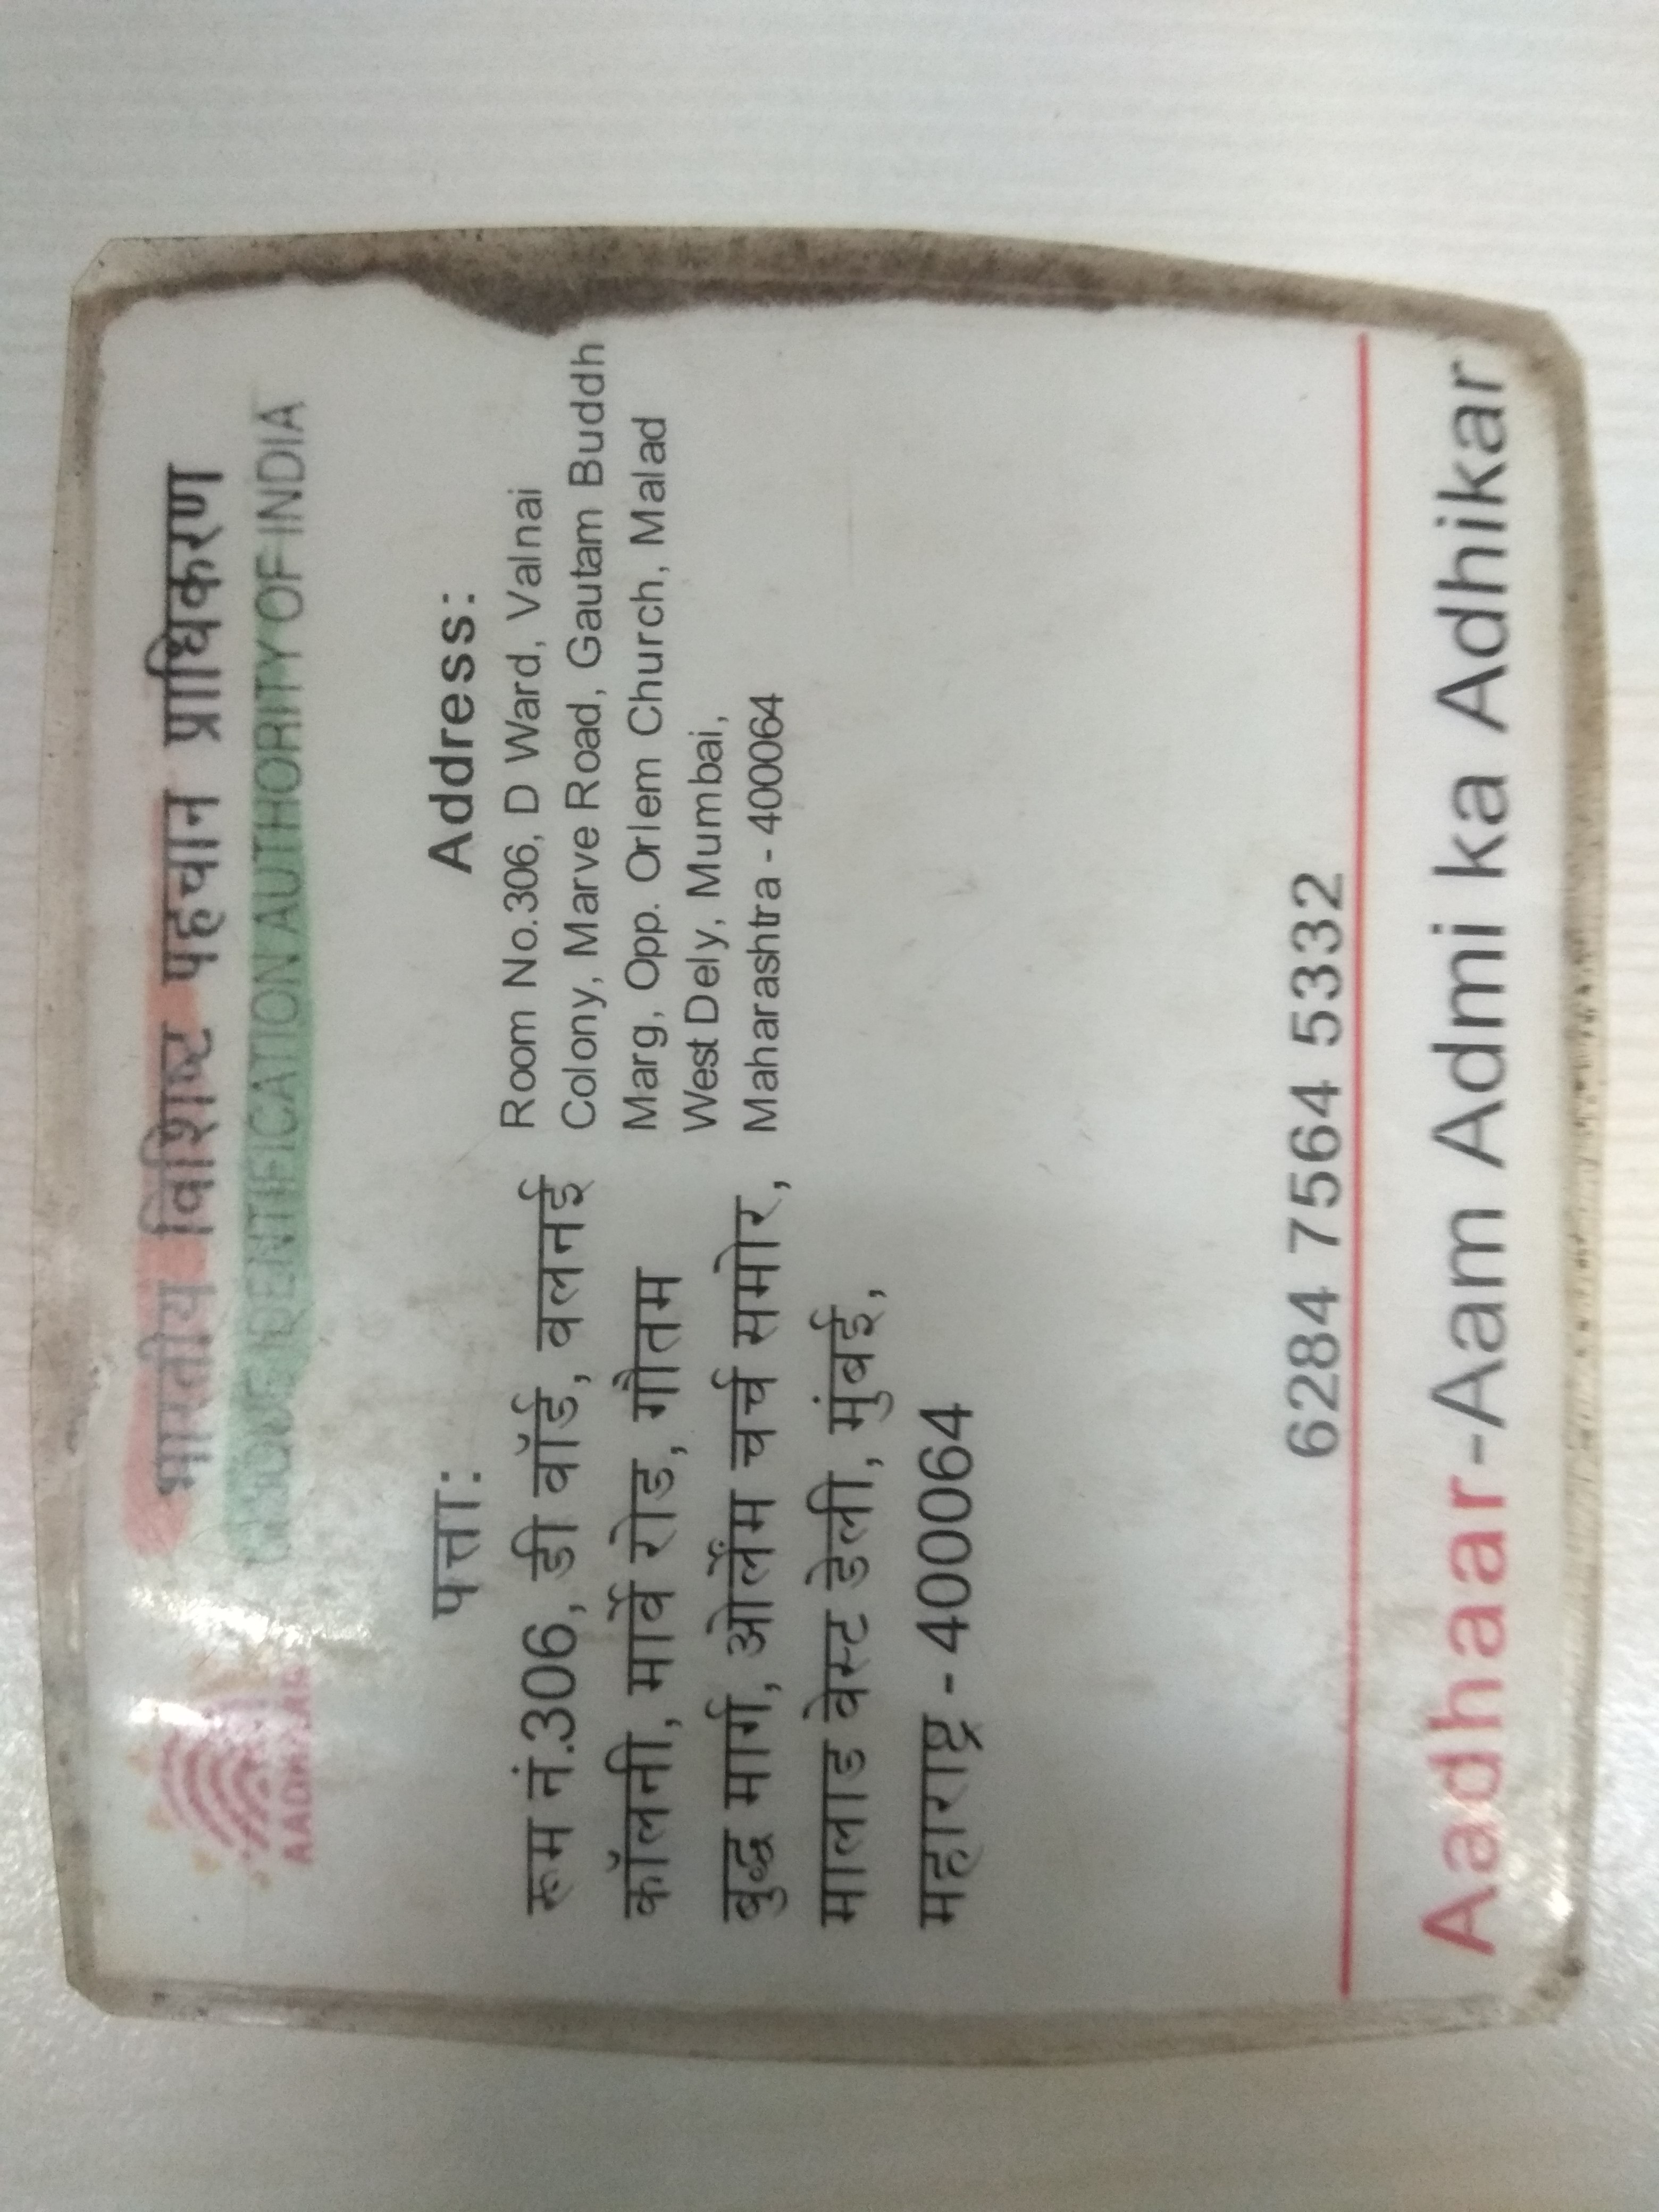 भारतीय विशिष्ट पहचान प्राधिकरण
IDENTIFICATION AUTHORITY OF INDIA
AADHAAR
पत्ता:
रूम नं.306, डी वॉर्ड, वलनई
कॉलनी, मार्वे रोड, गौतम
बुद्ध मार्ग, ओर्लेम चर्च समोर,
मालाड वेस्ट डेली, मुंबई,
महाराष्ट्र - 400064
Address:
Room No.306, D Ward, Valnai
Colony, Marve Road, Gautam Buddh
Marg, Opp. Orlem Church, Malad
West Dely, Mumbai,
Maharashtra - 400064
6284 7564 5332
Aadhaar-Aam Admi ka Adhikar